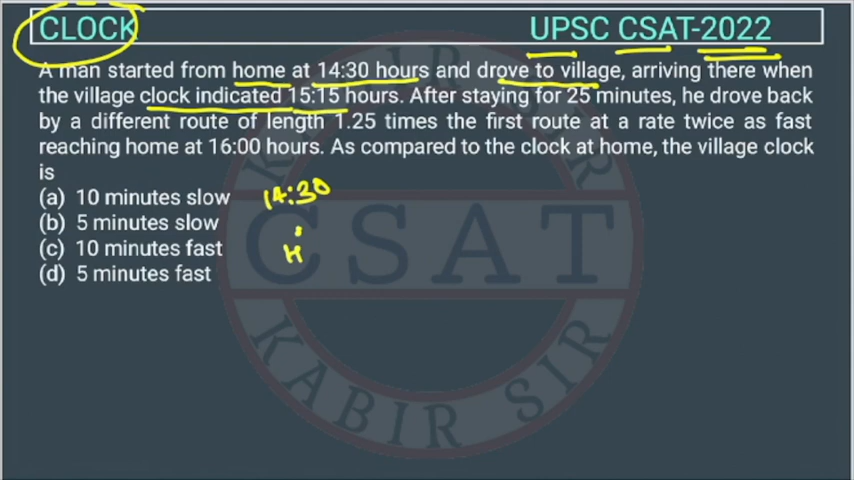 CLOCK
UPSC CSAT-2022
A man started from home at 14:30 hours and drove to village, arriving there when
the village clock indicated 15:15 hours. After staying for 25 minutes, he drove back
by a different route of length 1.25 times the first route at a rate twice as fast
reaching home at 16:00 hours. As compared to the clock at home, the village clock
is
(a) 10 minutes slow
(b) 5 minutes slow
(c) 10 minutes fast
(d) 5 minutes fast
14:30
H
KABIR SIR
CSAT
KABIR SIR